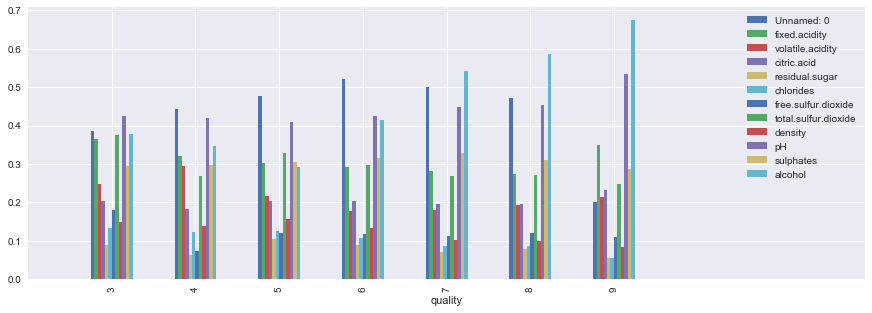 0.7
0.6
0.5
0.4
0.3
0.2
0.1
0.0
Unnamed: 0
fixed.acidity
volatile.acidity
citric.acid
residual.sugar
chlorides
free.sulfur.dioxide
total.sulfur.dioxide
density
pH
sulphates
alcohol
3 4 5 6 7 8 9
quality